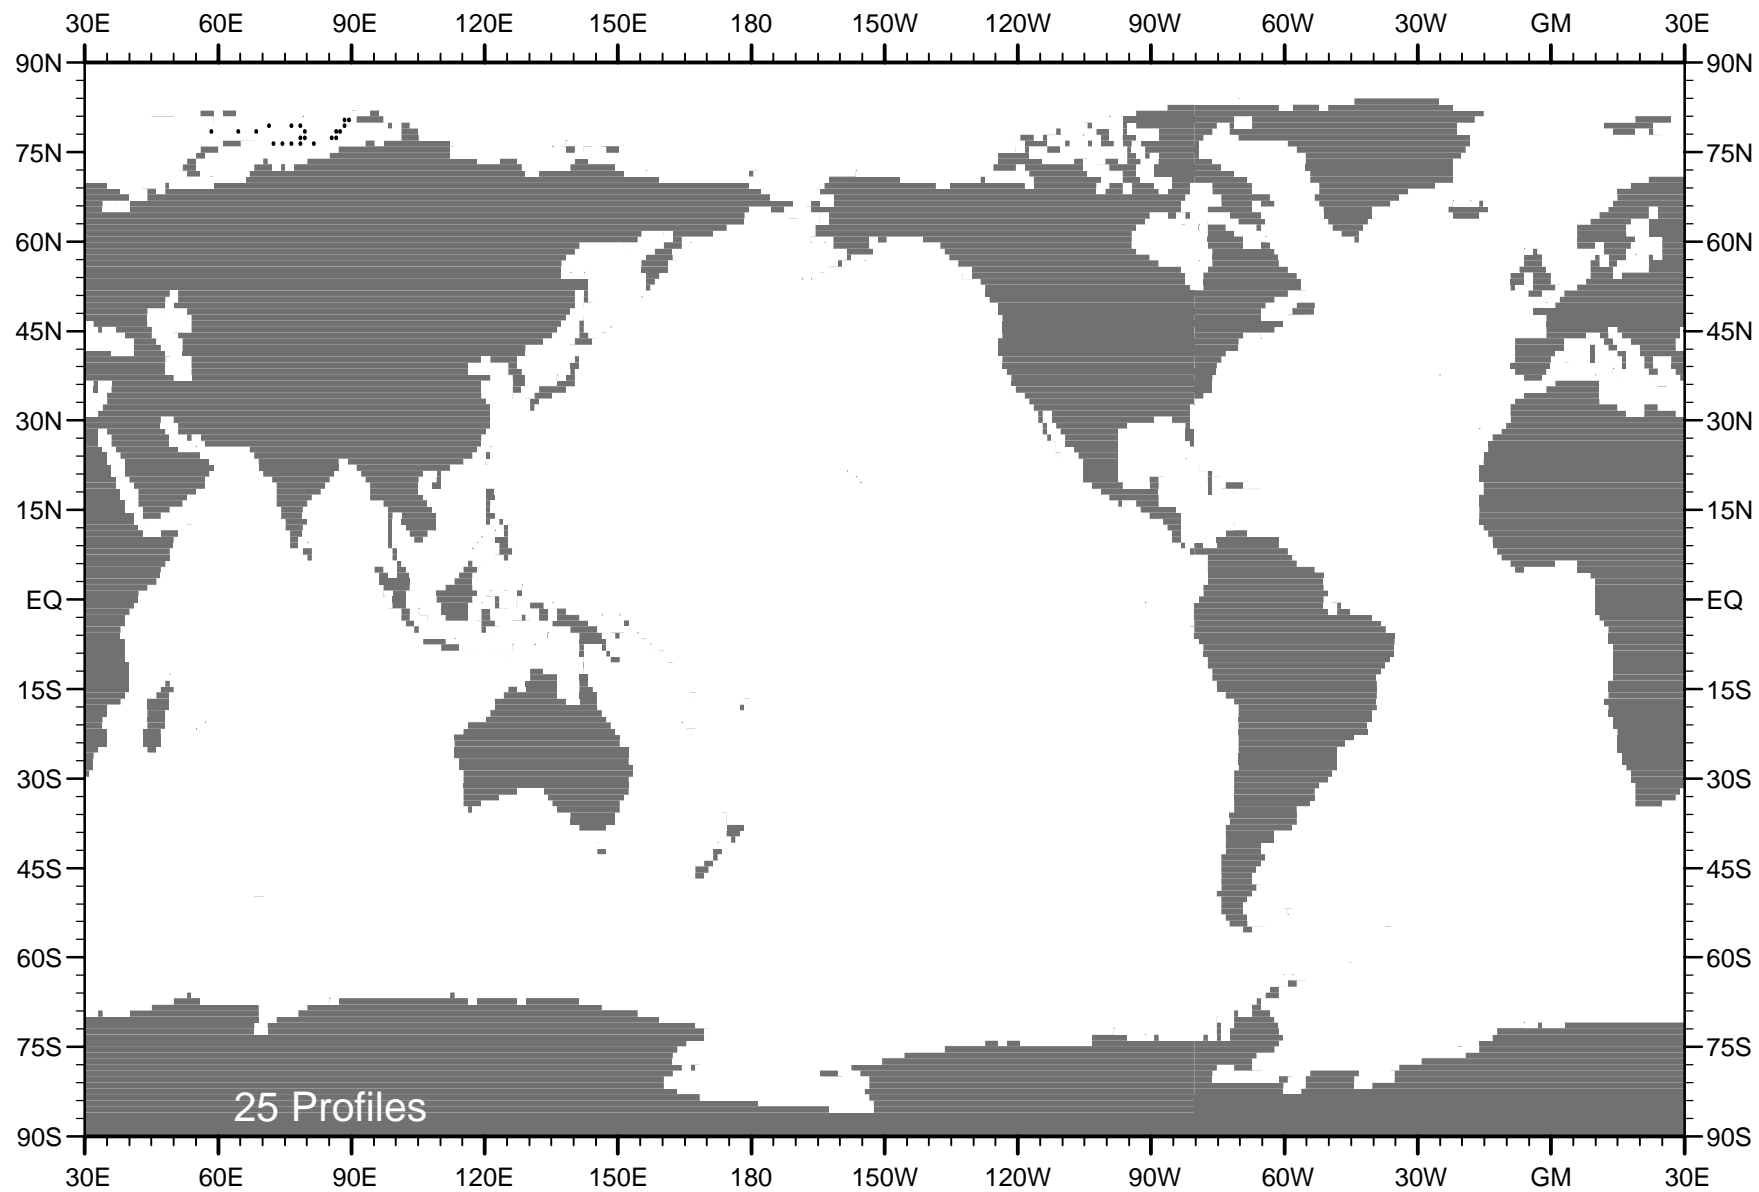 30E 60E 90E 120E 150E 180 150W 120W 90W 60W 30W GM 30E
90N 90N
75N 75N
60N 60N
45N 45N
30N 30N
15N 15N
EQ EQ
15S 15S
30S 30S
45S 45S
60S 60S
75S 75S
25 Profiles
90S 90S
30E 60E 90E 120E 150E 180 150W 120W 90W 60W 30W GM 30E